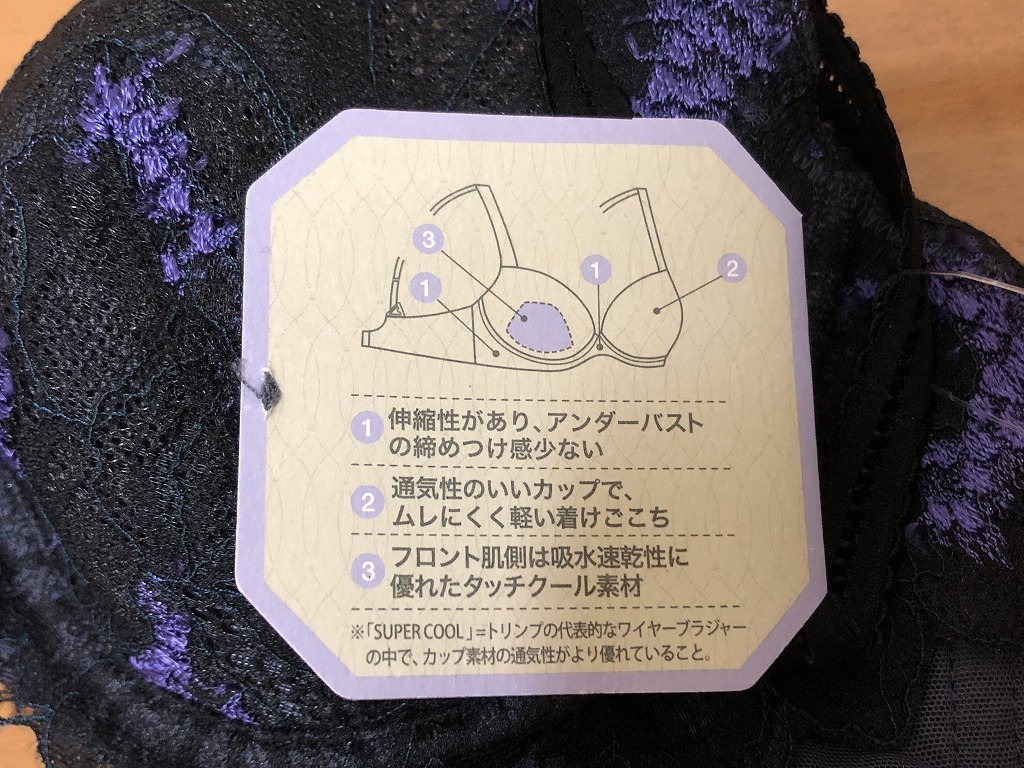 3
1
1
2
1 伸縮性があり、アンダーバスト
の締めつけ感少ない
2 通気性のいいカップで、
ムレにくく軽い着けごこち
3 フロント肌側は吸水速乾性に
優れたタッチクール素材
※「SUPER COOL」=トリンプの代表的なワイヤーブラジャー
の中で、カップ素材の通気性がより優れていること。